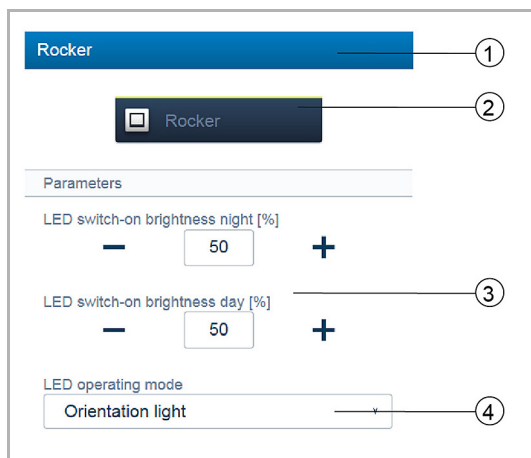 Rocker
1
Rocker
2
Parameters
LED switch-on brightness night [%]
50
LED switch-on brightness day [%]
3
50
LED operating mode
Orientation light
4